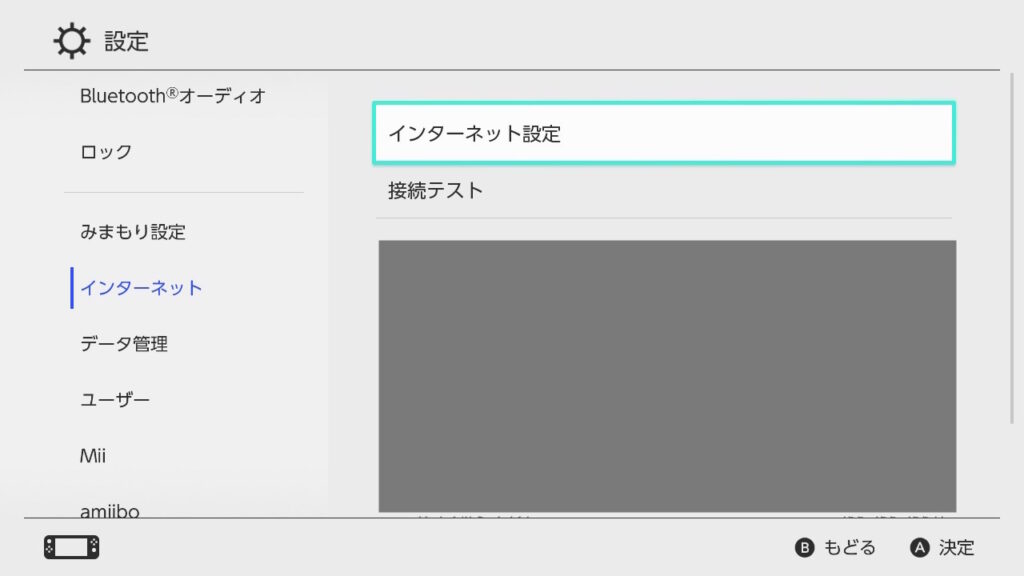 設定
Bluetooth®オーディオ
ロック
みまもり設定
インターネット
データ管理
ユーザー
Mii
amiibo
インターネット設定
接続テスト
B もどる
A 決定